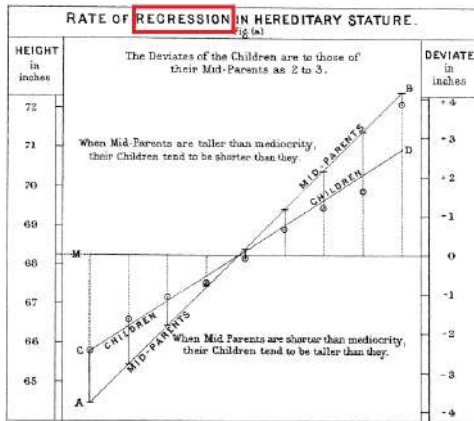 RATE OF REGRESSION IN HEREDITARY STATURE.
Fig (a)
HEIGHT
in
inches
The Deviates of the Children are to those of
their Mid-Parents as 2 to 3.
DEVIATE
in
inches
When Mid-Parents are taller than mediocrity,
their Children tend to be shorter than they.
72
71
70
69
68
67
66
65
M
C
A
B
D
MID-PARENTS
CHILDREN
CHILDREN
MID-PARENTS
When Mid Parents are shorter than mediocrity,
their Children tend to be taller than they.
+4
+3
+2
+1
0
-1
-2
-3
-4